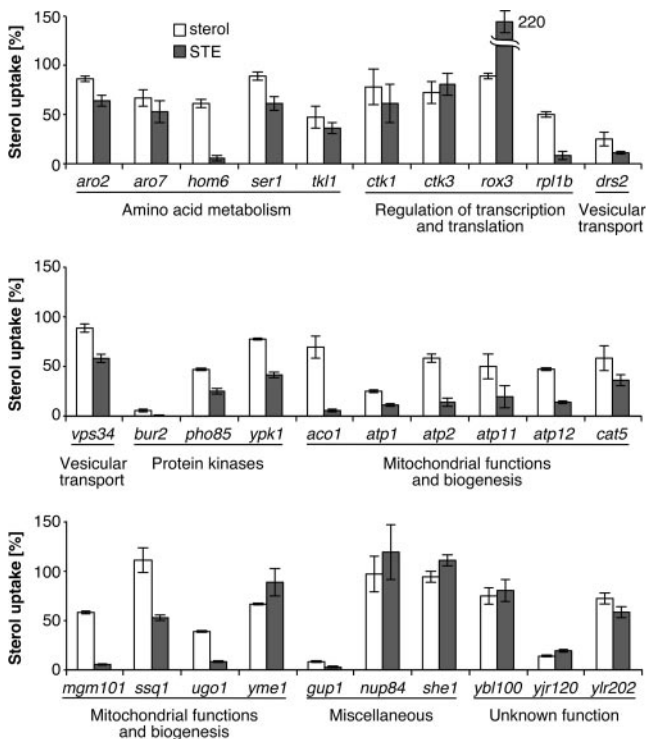 sterol
STE
220
Sterol uptake [%]
150
100
50
0
aro2 aro7 hom6 ser1 tkl1 ctk1 ctk3 rox3 rpl1b drs2
Amino acid metabolism
Regulation of transcription and translation
Vesicular transport
Sterol uptake [%]
150
50
0
vps34 bur2 pho85 ypk1 aco1 atp1 atp2 atp11 atp12 cat5
Vesicular transport
Protein kinases
Mitochondrial functions and biogenesis
Sterol uptake [%]
150
100
50
0
mgm101 ssq1 ugo1 yme1 gup1 nup84 she1 ybl100 yjr120 ylr202
Mitochondrial functions and biogenesis
Miscellaneous
Unknown function